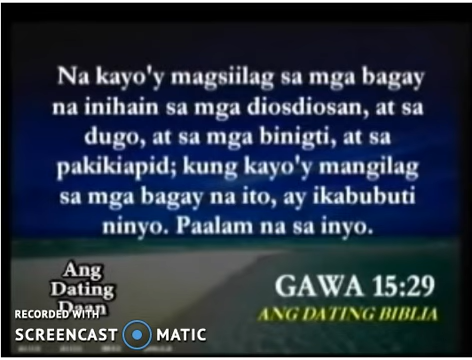 Na kayo'y magsiilag sa mga bagay
na inihain sa mga diosdiosan, at sa
dugo, at sa mga binigti, at sa
pakikiapid; kung kayo'y mangilag
sa mga bagay na ito, ay ikabubuti
ninyo. Paalam na sa inyo.
Ang
Dating
Daan
GAWA 15:29
ANG DATING BIBLIA
RECORDED WITH
SCREENCAST MATIC